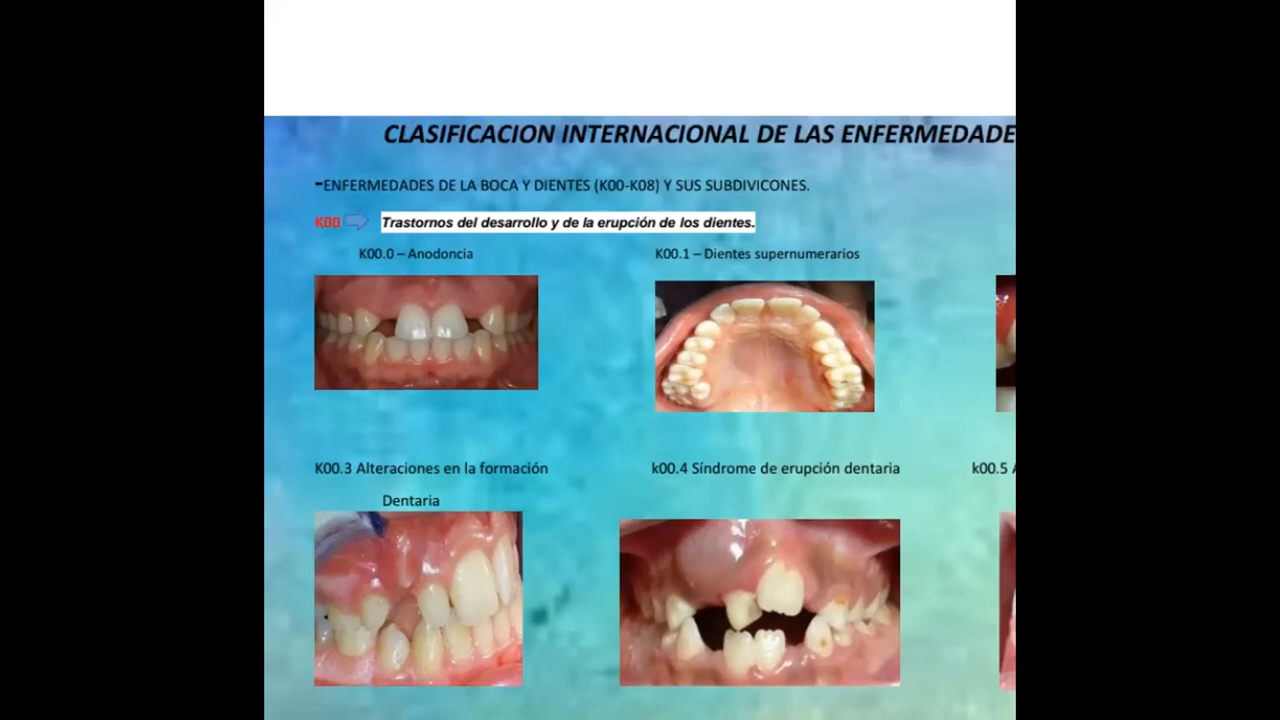 CLASIFICACION INTERNACIONAL DE LAS ENFERMEDADE
-ENFERMEDADES DE LA BOCA Y DIENTES (K00-K08) Y SUS SUBDIVICONES.
K00 Trastornos del desarrollo y de la erupción de los dientes.
K00.0 – Anodoncia
K00.1 – Dientes supernumerarios
K00.3 Alteraciones en la formación
Dentaria
k00.4 Síndrome de erupción dentaria
k00.5